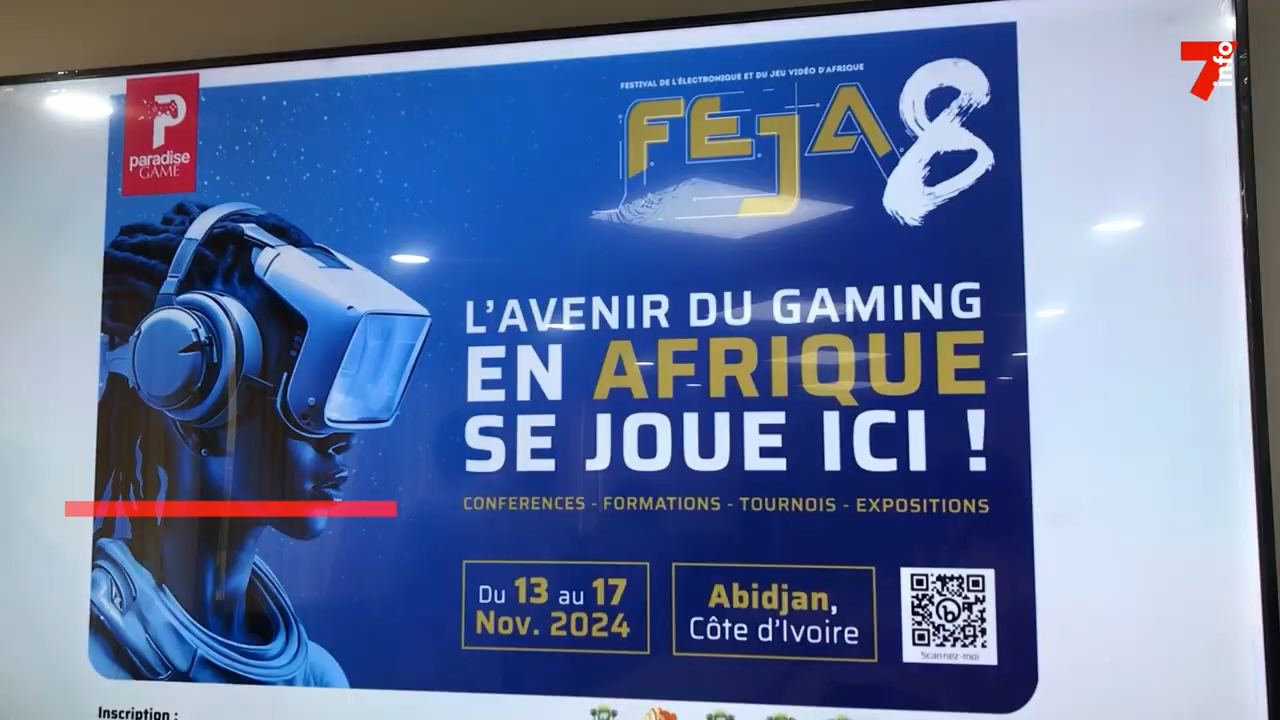 7info
paradise
GAME
FESTIVAL DE L'ÉLECTRONIQUE ET DU JEU VIDÉO D'AFRIQUE
FEJA 8
L'AVENIR DU GAMING
EN AFRIQUE
SE JOUE ICI !
CONFERENCES - FORMATIONS - TOURNOIS - EXPOSITIONS
Du 13 au 17
Nov. 2024
Abidjan,
Côte d'Ivoire
Scannez-moi
Inscription :